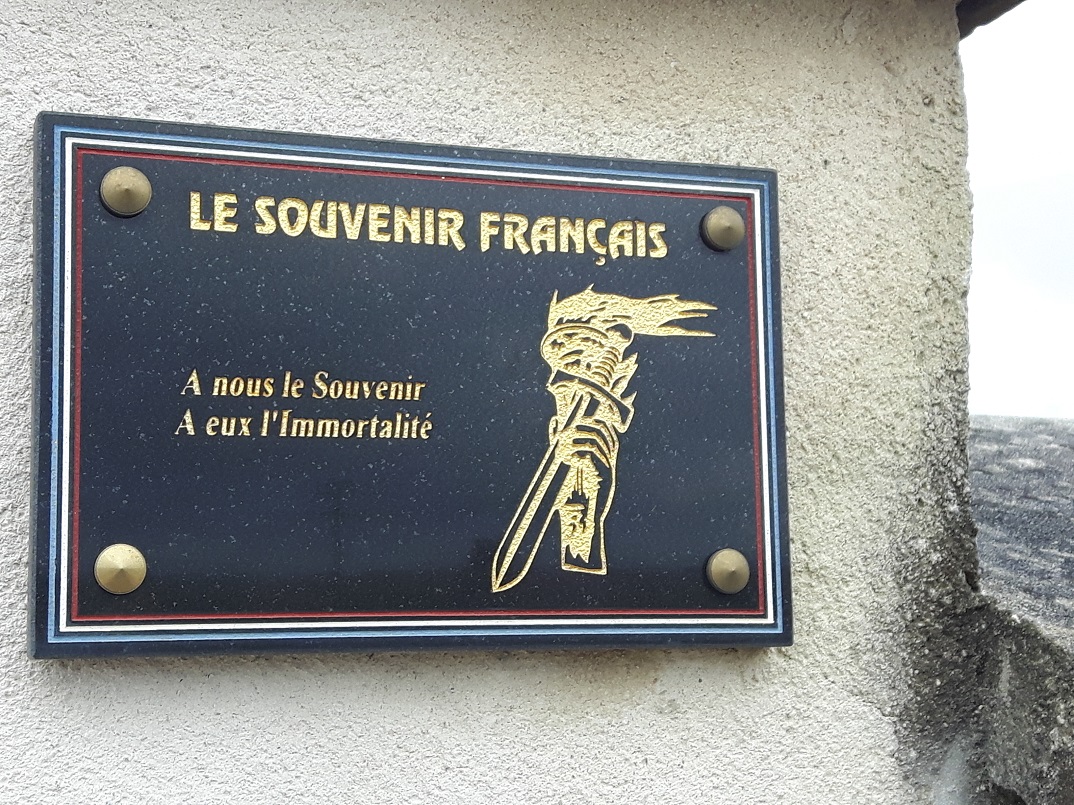 LE SOUVENIR FRANÇAIS
A nous le Souvenir
A eux l'Immortalité